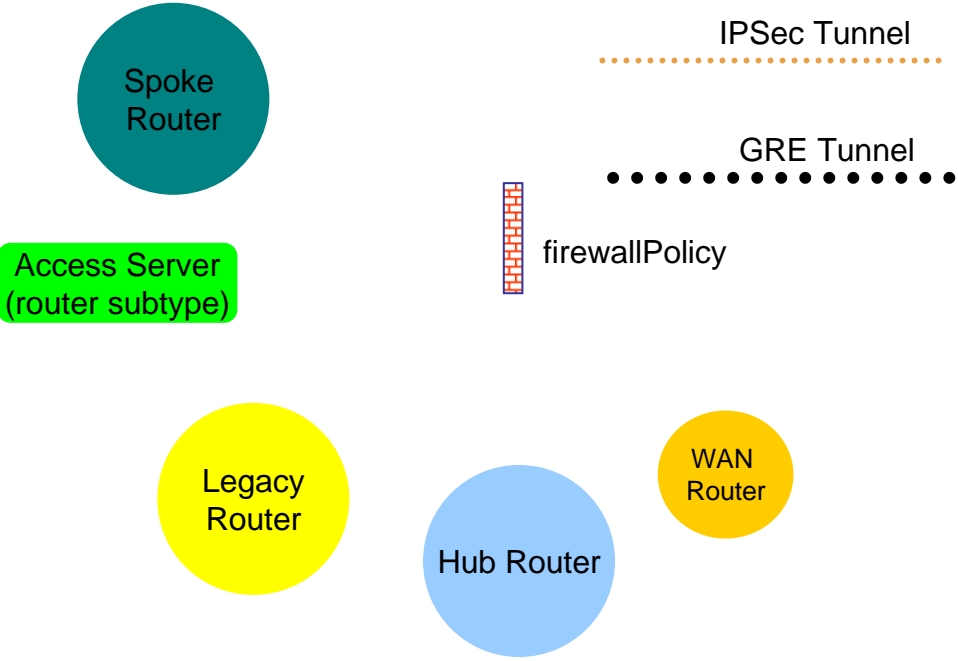 IPSec Tunnel
Spoke
Router
GRE Tunnel
firewallPolicy
Access Server
(router subtype)
Legacy
Router
WAN
Router
Hub Router